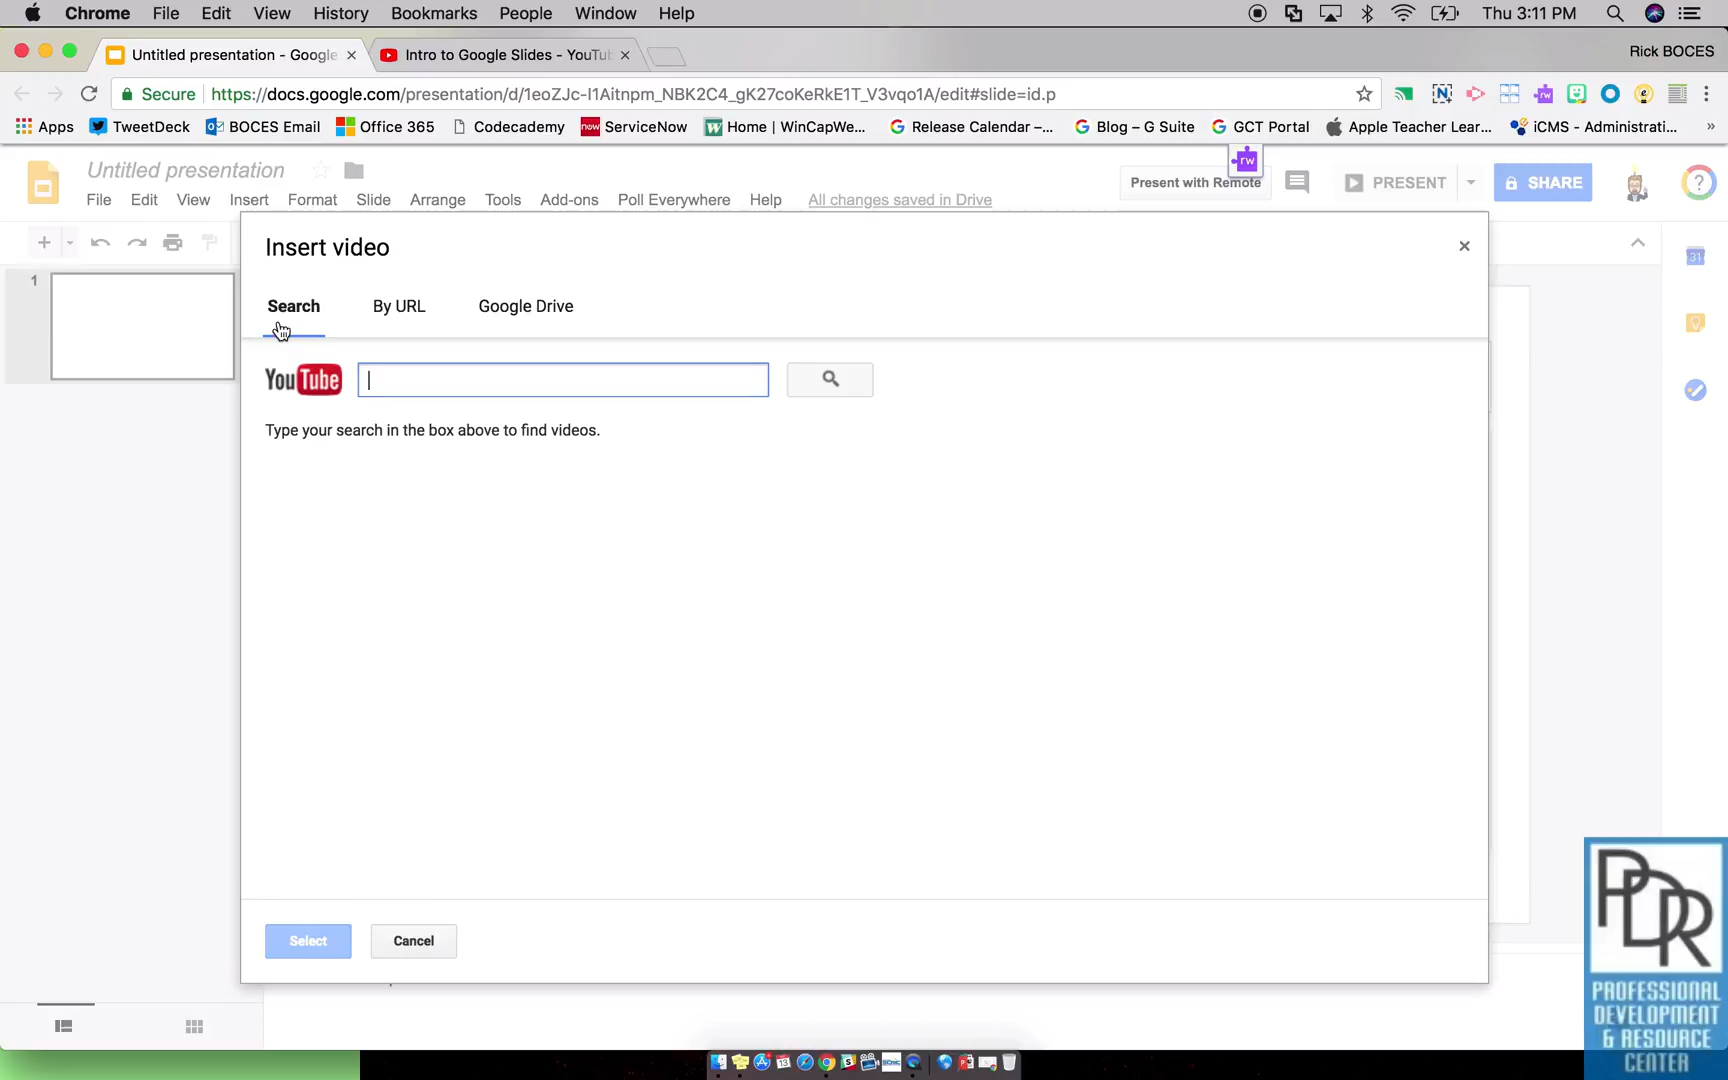 Chrome File Edit View History Bookmarks People Window Help Thu 3:11 PM
Untitled presentation - Google Intro to Google Slides - YouTub Rick BOCES
Secure https://docs.google.com/presentation/d/1eoZJc-I1Aitnpm_NBK2C4_gK27coKeRkE1T_V3vqo1A/edit#slide=id.p
Apps TweetDeck BOCES Email Office 365 Codecademy now ServiceNow Home | WinCapWe... Release Calendar –... Blog – G Suite GCT Portal Apple Teacher Lear... iCMS - Administrati... »
Untitled presentation rw Present with Remote PRESENT SHARE
File Edit View Insert Format Slide Arrange Tools Add-ons Poll Everywhere Help All changes saved in Drive
Insert video
31
1
Search By URL Google Drive
YouTube
Type your search in the box above to find videos.
Select Cancel
PDR
PROFESSIONAL
DEVELOPMENT
& RESOURCE
CENTER